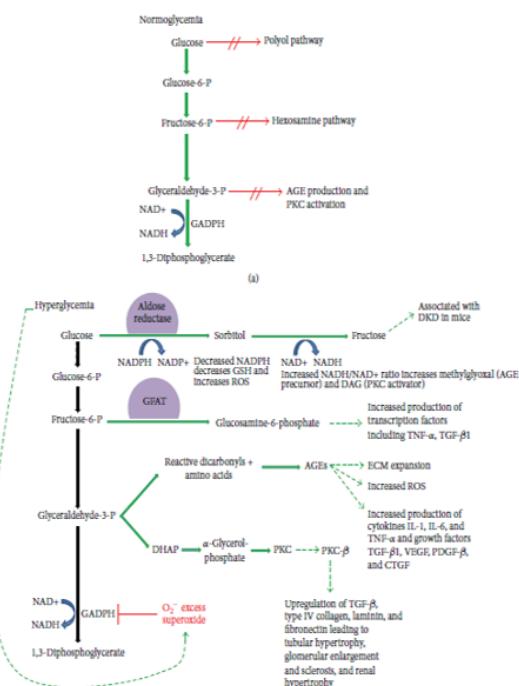 Normoglycemia
Glucose
Polyol pathway
Glucose-6-P
Fructose-6-P
Hexosamine pathway
Glyceraldehyde-3-P
AGE production and
PKC activation
NAD+
GADPH
NADH
1,3-Diphosphoglycerate
(a)
Hyperglycemia
Aldose
reductase
Associated with
DKD in mice
Glucose
Sorbitol
Fructose
NADPH NADP+
Decreased NADPH
decreases GSH and
increases ROS
NAD+ NADH
Increased NADH/NAD+ ratio increases methylglyoxal (AGE
precursor) and DAG (PKC activator)
Glucose-6-P
GFAT
Fructose-6-P
Glucosamine-6-phosphate
Increased production of
transcription factors
including TNF-α, TGF-β1
Reactive dicarbonyls +
amino acids
AGEs
ECM expansion
Increased ROS
Increased production of
cytokines IL-1, IL-6, and
TNF-α and growth factors
TGF-β1, VEGF, PDGF-β,
and CTGF
Glyceraldehyde-3-P
DHAP
α-Glycerol-
phosphate
PKC
PKC-β
Upregulation of TGF-β,
type IV collagen, laminin, and
fibronectin leading to
tubular hypertrophy,
glomerular enlargement
and sclerosis, and renal
hypertrophy
NAD+
GADPH
NADH
O₂⁻ excess
superoxide
1,3-Diphosphoglycerate